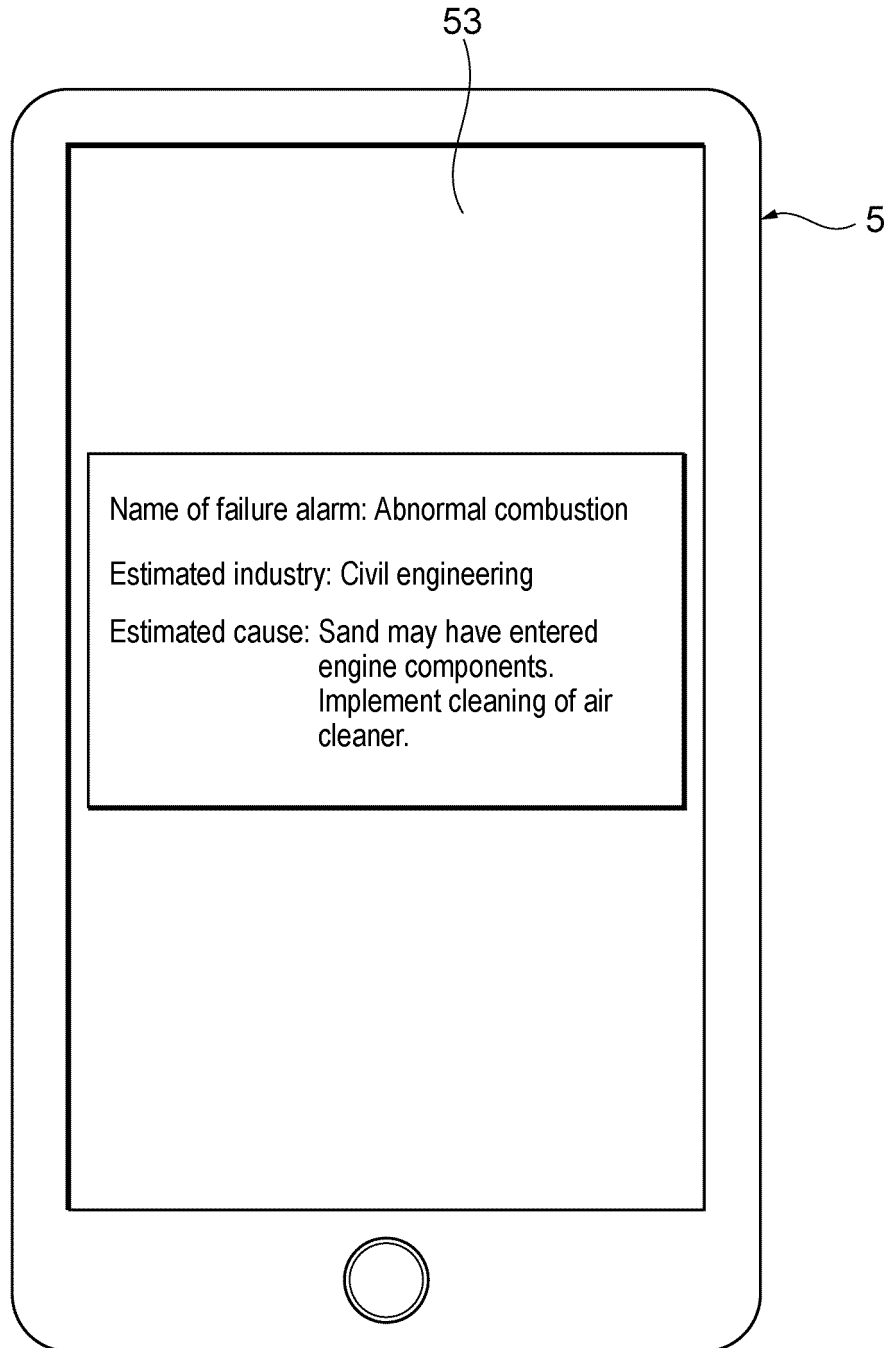 53
5
Name of failure alarm: Abnormal combustion
Estimated industry: Civil engineering
Estimated cause: Sand may have entered
engine components.
Implement cleaning of air
cleaner.